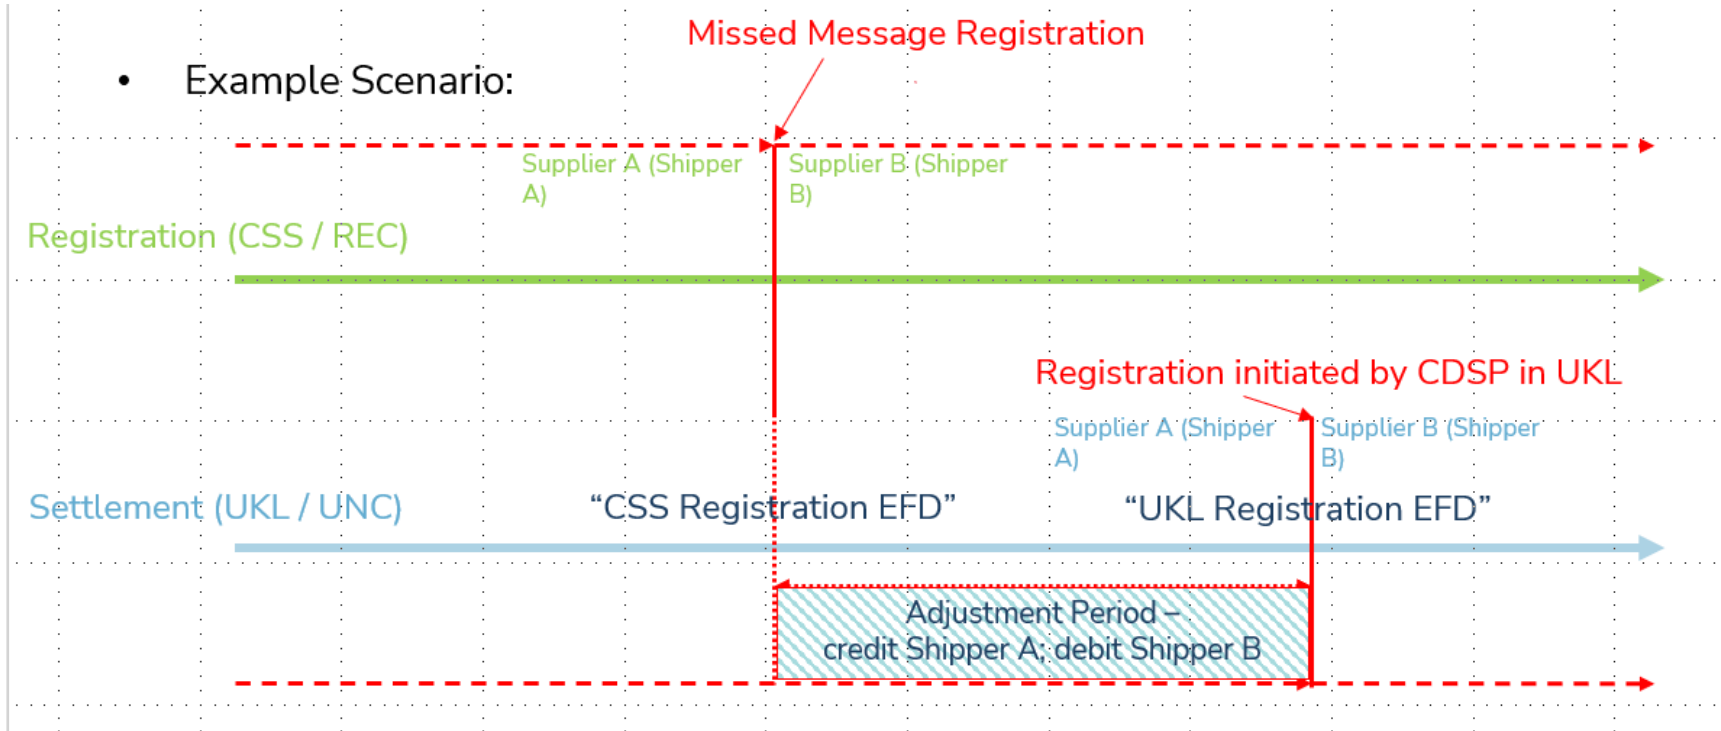 Missed Message Registration
• Example Scenario:
Supplier A (Shipper
A)
Supplier B (Shipper
B)
Registration (CSS / REC)
Registration initiated by CDSP in UKL
Supplier A (Shipper
A)
Supplier B (Shipper
B)
Settlement (UKL / UNC)
“CSS Registration EFD”
“UKL Registration EFD”
Adjustment Period –
credit Shipper A; debit Shipper B